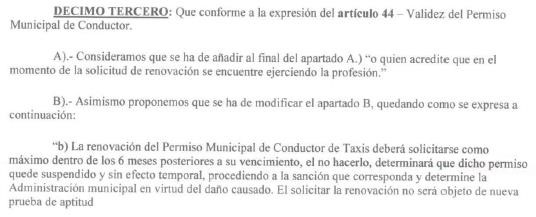 DECIMO TERCERO: Que conforme a la expresión del artículo 44 – Validez del Permiso
Municipal de Conductor.
A).- Consideramos que se ha de añadir al final del apartado A.) “o quien acredite que en el
momento de la solicitud de renovación se encuentre ejerciendo la profesión.”
B).- Asimismo proponemos que se ha de modificar el apartado B, quedando como se expresa a
continuación:
“b) La renovación del Permiso Municipal de Conductor de Taxis deberá solicitarse como
máximo dentro de los 6 meses posteriores a su vencimiento, el no hacerlo, determinará que dicho permiso
quede suspendido y sin efecto temporal, procediendo a la sanción que corresponda y determine la
Administración municipal en virtud del daño causado. El solicitar la renovación no será objeto de nueva
prueba de aptitud